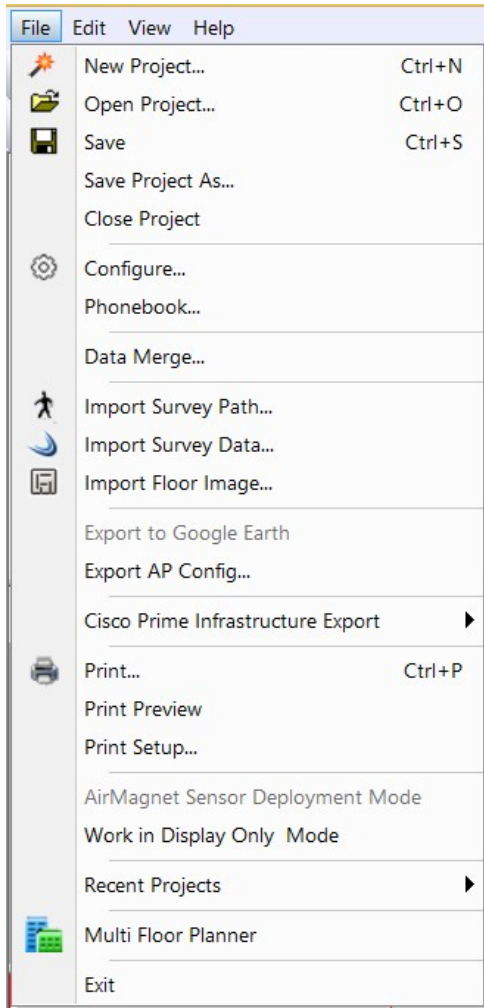 File Edit View Help
New Project... Ctrl+N
Open Project... Ctrl+O
Save Ctrl+S
Save Project As...
Close Project
Configure...
Phonebook...
Data Merge...
Import Survey Path...
Import Survey Data...
Import Floor Image...
Export to Google Earth
Export AP Config...
Cisco Prime Infrastructure Export
Print... Ctrl+P
Print Preview
Print Setup...
AirMagnet Sensor Deployment Mode
Work in Display Only Mode
Recent Projects
Multi Floor Planner
Exit